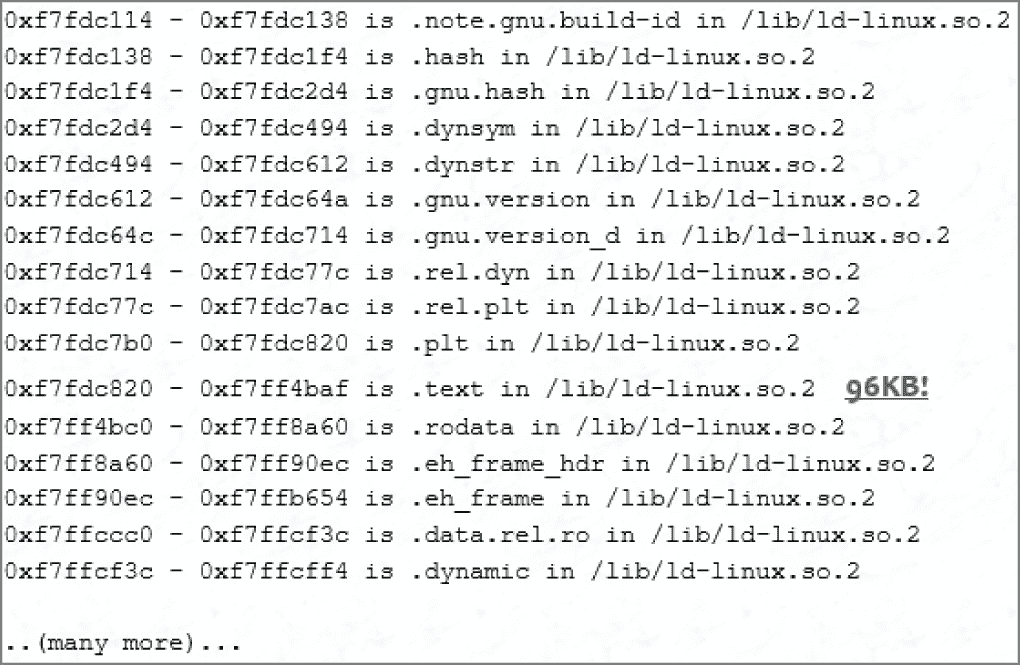 0xf7fdc114 - 0xf7fdc138 is .note.gnu.build-id in /lib/ld-linux.so.2
0xf7fdc138 - 0xf7fdc1f4 is .hash in /lib/ld-linux.so.2
0xf7fdc1f4 - 0xf7fdc2d4 is .gnu.hash in /lib/ld-linux.so.2
0xf7fdc2d4 - 0xf7fdc494 is .dynsym in /lib/ld-linux.so.2
0xf7fdc494 - 0xf7fdc612 is .dynstr in /lib/ld-linux.so.2
0xf7fdc612 - 0xf7fdc64a is .gnu.version in /lib/ld-linux.so.2
0xf7fdc64c - 0xf7fdc714 is .gnu.version_d in /lib/ld-linux.so.2
0xf7fdc714 - 0xf7fdc77c is .rel.dyn in /lib/ld-linux.so.2
0xf7fdc77c - 0xf7fdc7ac is .rel.plt in /lib/ld-linux.so.2
0xf7fdc7b0 - 0xf7fdc820 is .plt in /lib/ld-linux.so.2
0xf7fdc820 - 0xf7ff4baf is .text in /lib/ld-linux.so.2 96KB!
0xf7ff4bc0 - 0xf7ff8a60 is .rodata in /lib/ld-linux.so.2
0xf7ff8a60 - 0xf7ff90ec is .eh_frame_hdr in /lib/ld-linux.so.2
0xf7ff90ec - 0xf7ffb654 is .eh_frame in /lib/ld-linux.so.2
0xf7ffccc0 - 0xf7ffcf3c is .data.rel.ro in /lib/ld-linux.so.2
0xf7ffcf3c - 0xf7ffcff4 is .dynamic in /lib/ld-linux.so.2
..(many more)...